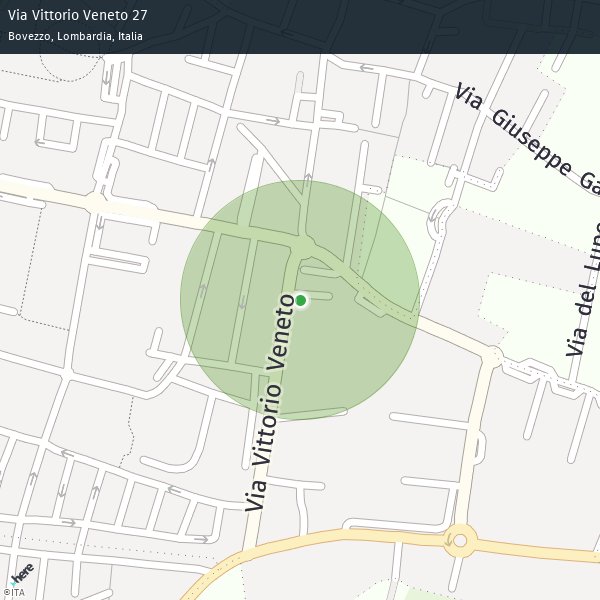 Via Vittorio Veneto 27
Bovezzo, Lombardia, Italia
Via Giuseppe Ga
Via del Lupo
Via Vittorio Veneto
here
©ITA